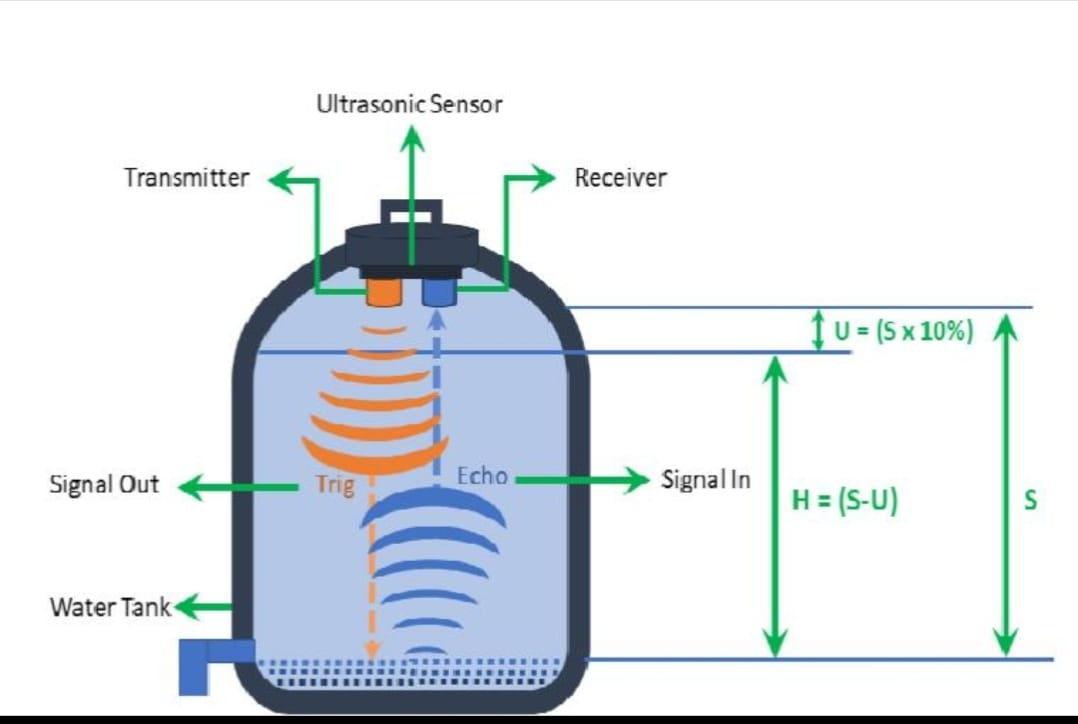 Ultrasonic Sensor
Transmitter
Receiver
U = (S x 10%)
Signal Out
Trig
Echo
Signal In
H = (S-U)
S
Water Tank